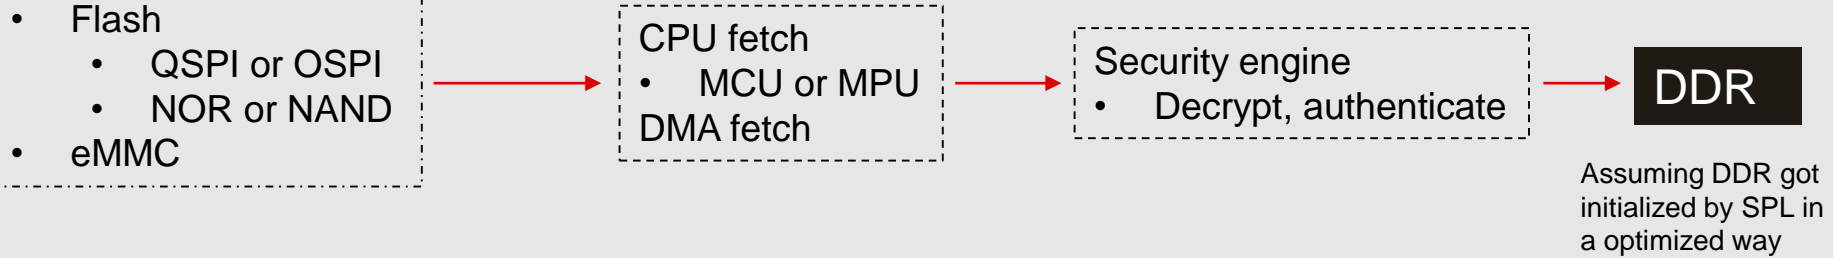 • Flash
• QSPI or OSPI
• NOR or NAND
• eMMC
CPU fetch
• MCU or MPU
DMA fetch
Security engine
• Decrypt, authenticate
DDR
Assuming DDR got
initialized by SPL in
a optimized way